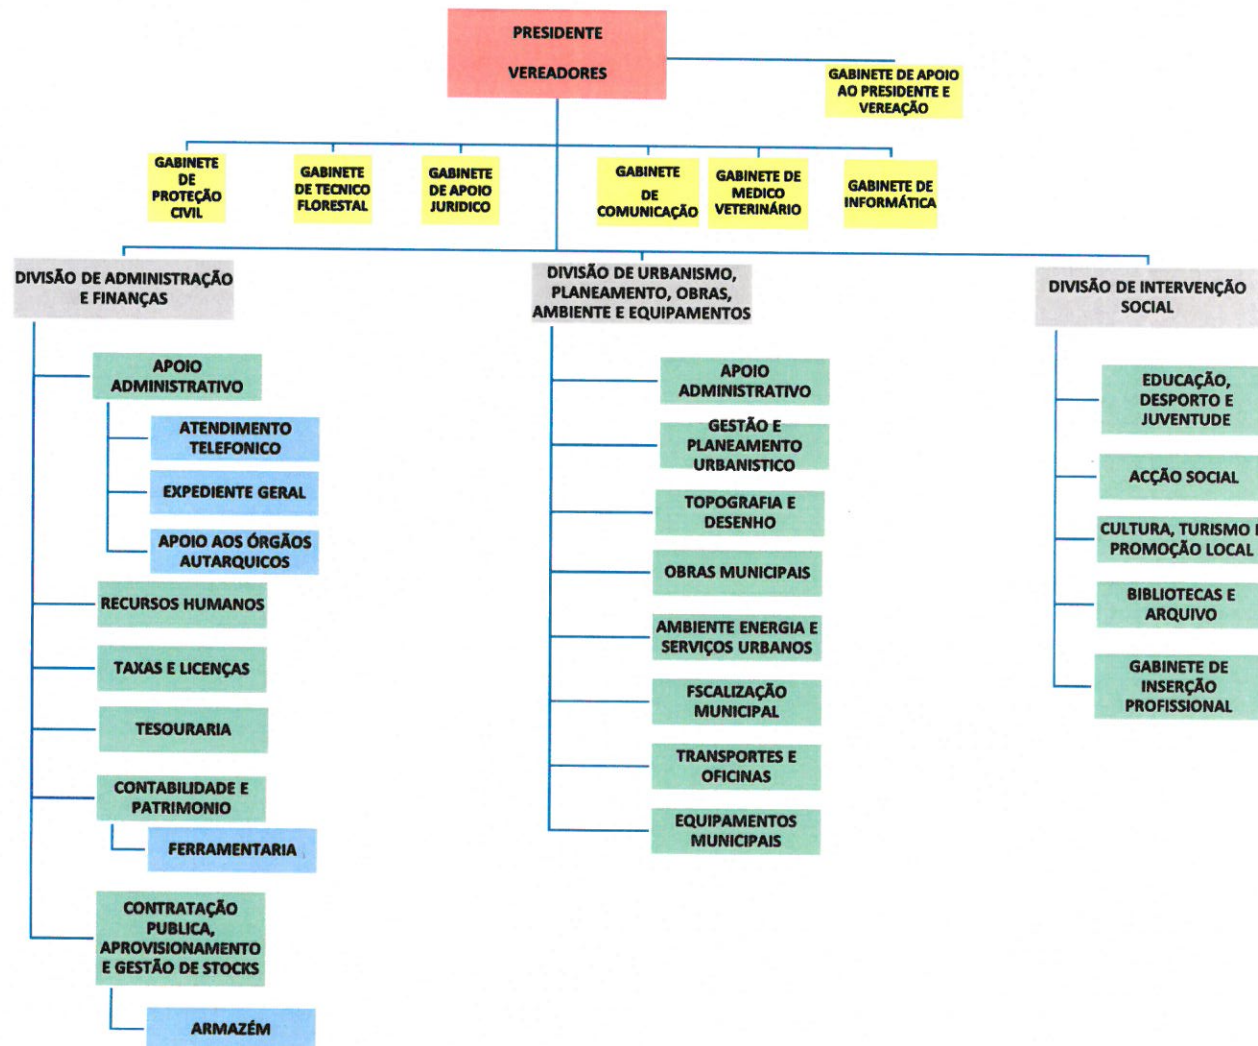 PRESIDENTE
VEREADORES
GABINETE DE APOIO
AO PRESIDENTE E
VEREAÇÃO
GABINETE
DE
PROTEÇÃO
CIVIL
GABINETE
DE TECNICO
FLORESTAL
GABINETE
DE APOIO
JURIDICO
GABINETE
DE
COMUNICAÇÃO
GABINETE DE
MEDICO
VETERINÁRIO
GABINETE DE
INFORMÁTICA
DIVISÃO DE ADMINISTRAÇÃO
E FINANÇAS
APOIO
ADMINISTRATIVO
ATENDIMENTO
TELEFONICO
EXPEDIENTE GERAL
APOIO AOS ÓRGÃOS
AUTARQUICOS
RECURSOS HUMANOS
TAXAS E LICENÇAS
TESOURARIA
CONTABILIDADE E
PATRIMONIO
FERRAMENTARIA
CONTRATAÇÃO
PUBLICA,
APROVISIONAMENTO
E GESTÃO DE STOCKS
ARMAZÉM
DIVISÃO DE URBANISMO,
PLANEAMENTO, OBRAS,
AMBIENTE E EQUIPAMENTOS
APOIO
ADMINISTRATIVO
GESTÃO E
PLANEAMENTO
URBANISTICO
TOPOGRAFIA E
DESENHO
OBRAS MUNICIPAIS
AMBIENTE ENERGIA E
SERVIÇOS URBANOS
FSCALIZAÇÃO
MUNICIPAL
TRANSPORTES E
OFICINAS
EQUIPAMENTOS
MUNICIPAIS
DIVISÃO DE INTERVENÇÃO
SOCIAL
EDUCAÇÃO,
DESPORTO E
JUVENTUDE
ACÇÃO SOCIAL
CULTURA, TURISMO E
PROMOÇÃO LOCAL
BIBLIOTECAS E
ARQUIVO
GABINETE DE
INSERÇÃO
PROFISSIONAL